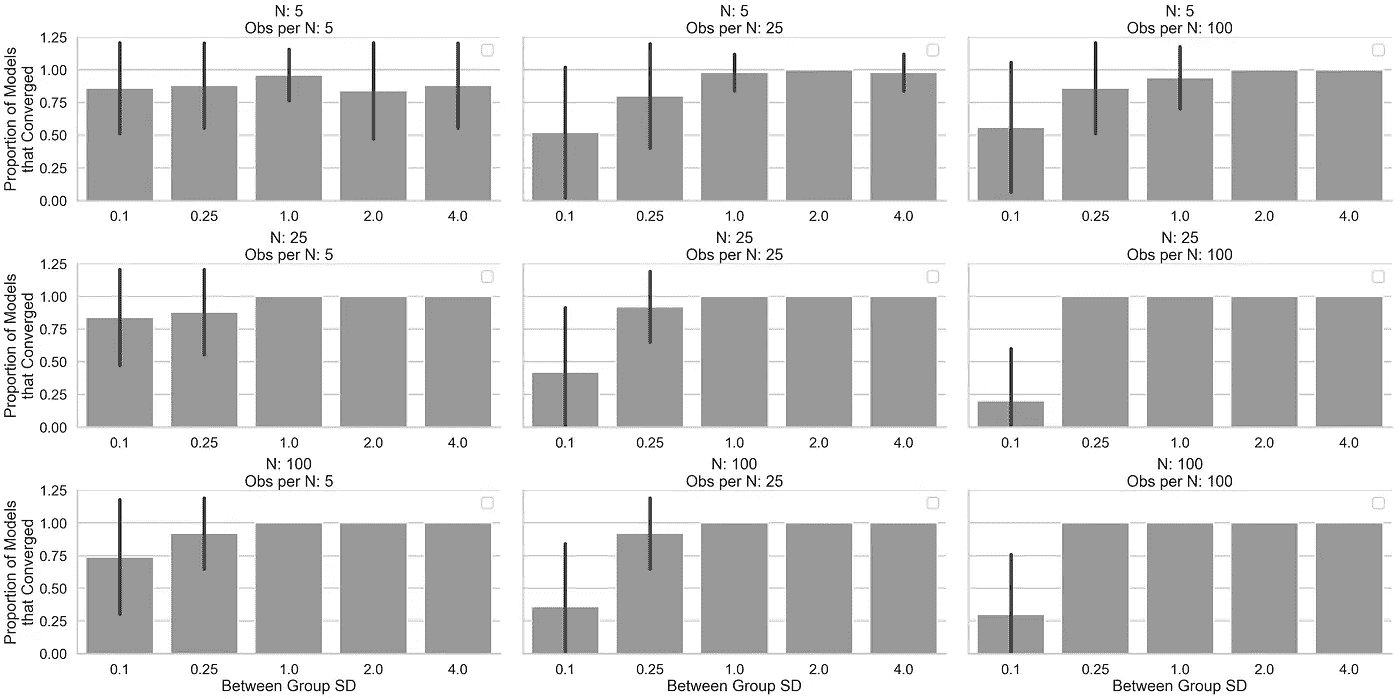 N: 5
Obs per N: 5
N: 5
Obs per N: 25
N: 5
Obs per N: 100
Proportion of Models
that Converged
1.25
1.00
0.75
0.50
0.25
0.00
0.1 0.25 1.0 2.0 4.0
0.1 0.25 1.0 2.0 4.0
0.1 0.25 1.0 2.0 4.0
N: 25
Obs per N: 5
N: 25
Obs per N: 25
N: 25
Obs per N: 100
Proportion of Models
that Converged
1.25
1.00
0.75
0.50
0.25
0.00
0.1 0.25 1.0 2.0 4.0
0.1 0.25 1.0 2.0 4.0
0.1 0.25 1.0 2.0 4.0
N: 100
Obs per N: 5
N: 100
Obs per N: 25
N: 100
Obs per N: 100
Proportion of Models
that Converged
1.25
1.00
0.75
0.50
0.25
0.00
0.1 0.25 1.0 2.0 4.0
Between Group SD
0.1 0.25 1.0 2.0 4.0
Between Group SD
0.1 0.25 1.0 2.0 4.0
Between Group SD